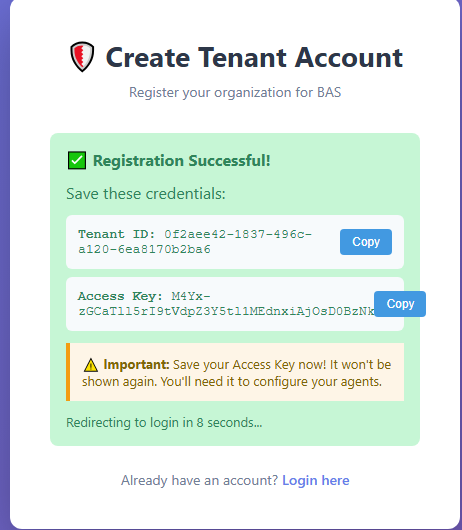 Create Tenant Account
Register your organization for BAS
Registration Successful!
Save these credentials:
Tenant ID: 0f2aee42-1837-496c-
a120-6ea8170b2ba6
Copy
Access Key: M4Yx-
zGCaTll5rI9tVdpZ3Y5tl1MEdnxiAjOsD0BzNk
Copy
Important: Save your Access Key now! It won't be
shown again. You'll need it to configure your agents.
Redirecting to login in 8 seconds...
Already have an account? Login here